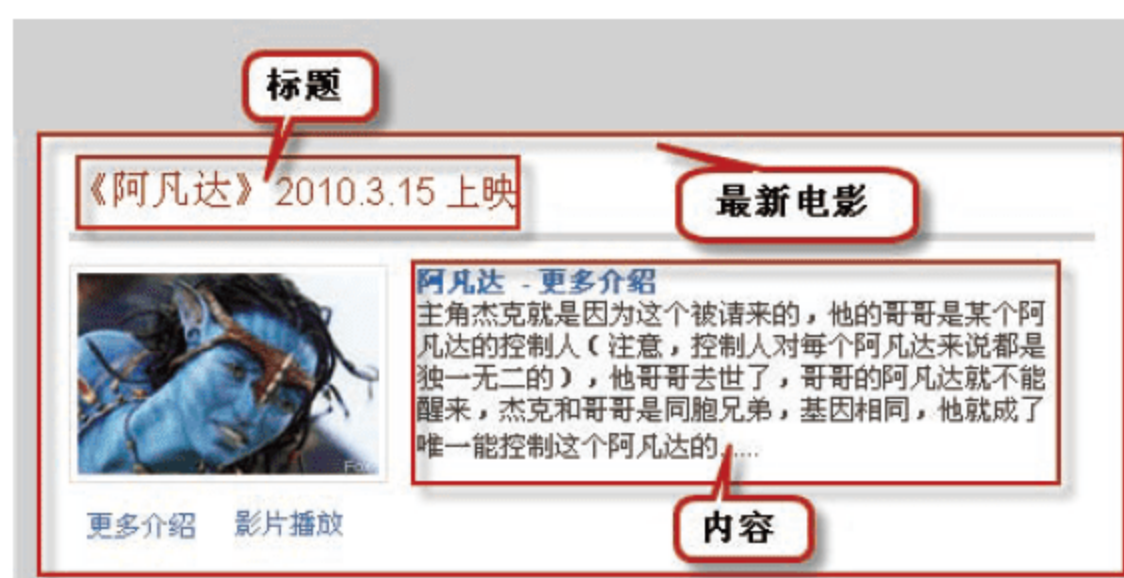 标题
《阿凡达》 2010.3.15 上映
最新电影
阿凡达 - 更多介绍
主角杰克就是因为这个被请来的，他的哥哥是某个阿
凡达的控制人（注意，控制人对每个阿凡达来说都是
独一无二的），他哥哥去世了，哥哥的阿凡达就不能
醒来，杰克和哥哥是同胞兄弟，基因相同，他就成了
唯一能控制这个阿凡达的......
Fox
更多介绍 影片播放
内容